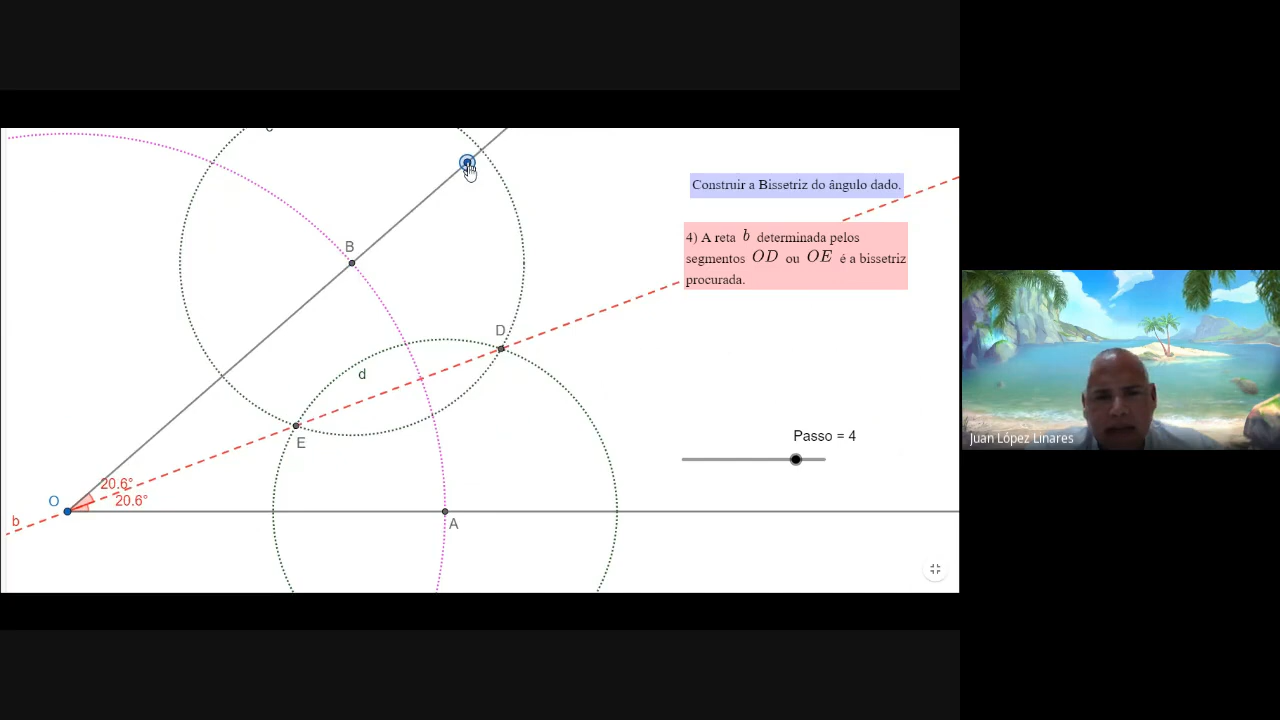 Construir a Bissetriz do ângulo dado.
4) A reta b determinada pelos
segmentos OD ou OE é a bissetriz
procurada.
B
D
d
E
Passo = 4
Juan López Linares
20.6°
20.6°
O
b
A